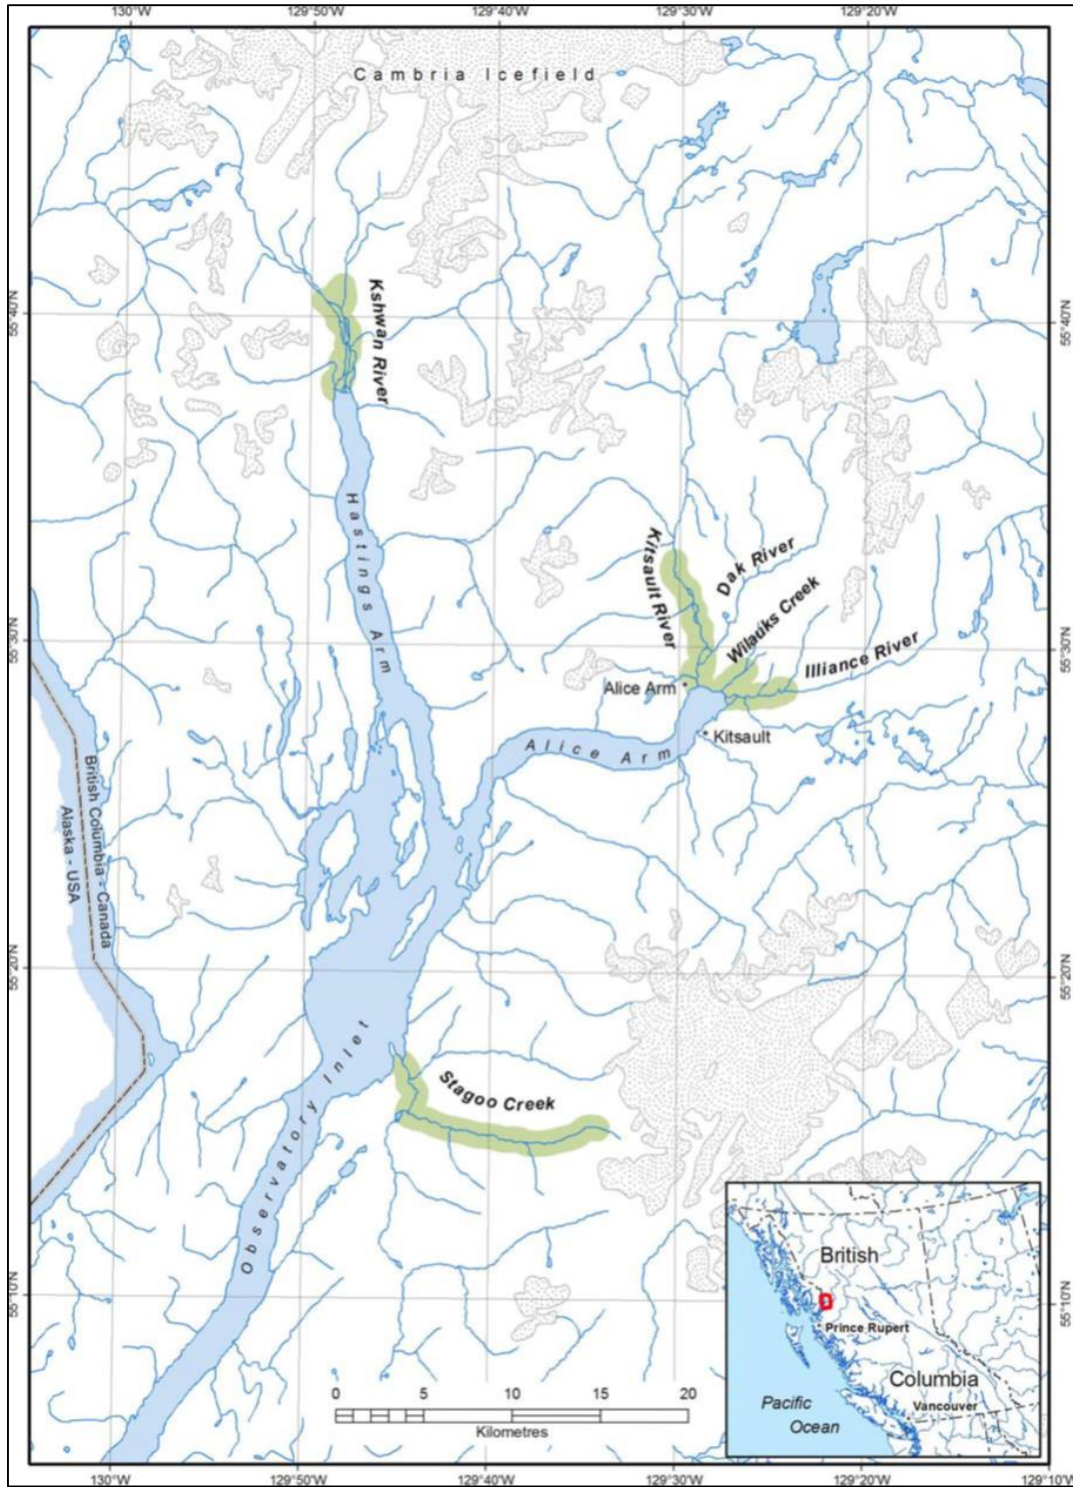 130°W 129°50'W 129°40'W 129°30'W 129°20'W
Cambria Icefield
55°40'N
55°40'N
Kshwan River
Hastings Arm
Kitsault River
Dak River
Wilauks Creek
Illiance River
55°30'N
55°30'N
Alice Arm
Kitsault
Alice Arm
British Columbia - Canada
Alaska - USA
55°20'N
55°20'N
Observatory Inlet
Stagoo Creek
55°10'N
55°10'N
British
Prince Rupert
Columbia
Vancouver
Pacific
Ocean
0 5 10 15 20
Kilometres
130°W 129°50'W 129°40'W 129°30'W 129°20'W 129°10'W